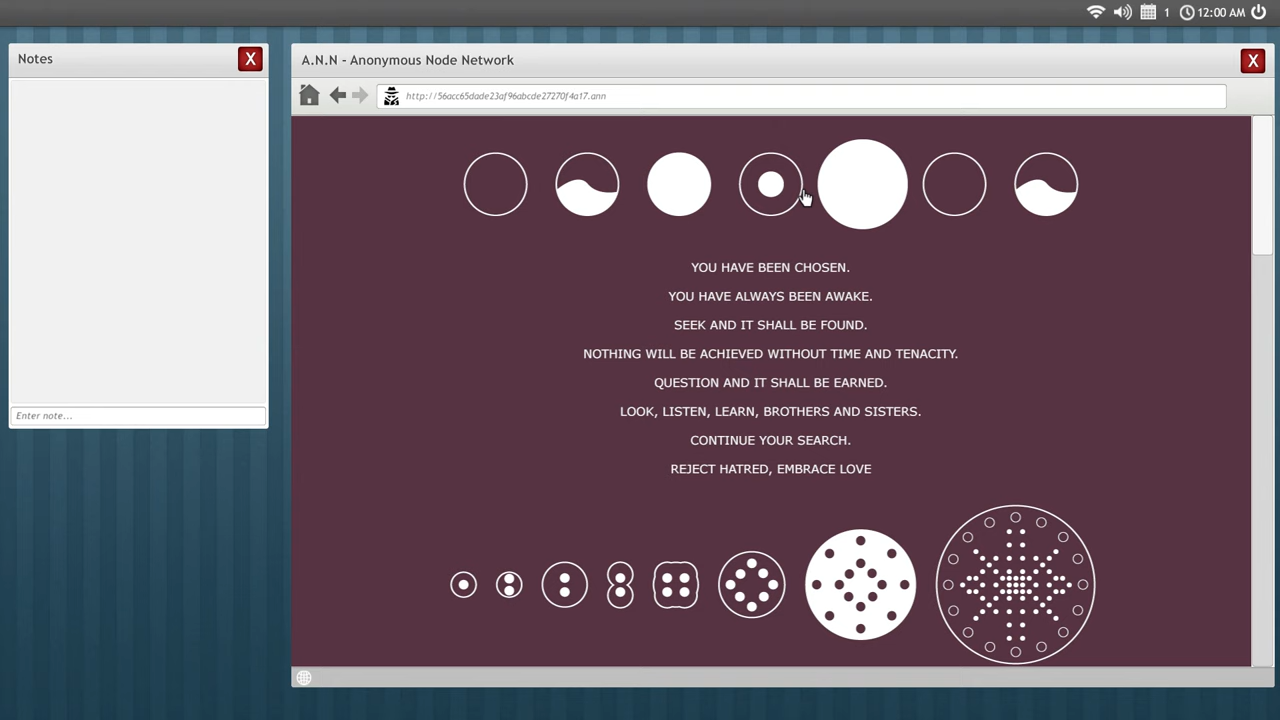 1 12:00 AM
Notes X
A.N.N - Anonymous Node Network X
http://56acc65dade23af96abcde27270f4a17.ann
YOU HAVE BEEN CHOSEN.
YOU HAVE ALWAYS BEEN AWAKE.
SEEK AND IT SHALL BE FOUND.
NOTHING WILL BE ACHIEVED WITHOUT TIME AND TENACITY.
QUESTION AND IT SHALL BE EARNED.
LOOK, LISTEN, LEARN, BROTHERS AND SISTERS.
CONTINUE YOUR SEARCH.
REJECT HATRED, EMBRACE LOVE
Enter note...